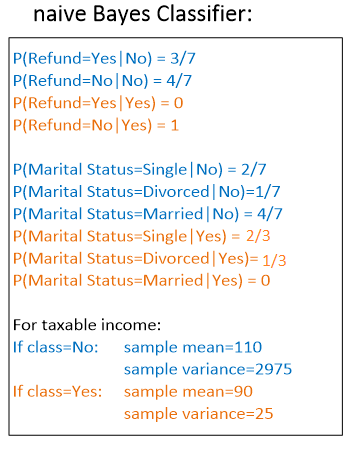 naive Bayes Classifier:
P(Refund=Yes|No) = 3/7
P(Refund=No|No) = 4/7
P(Refund=Yes|Yes) = 0
P(Refund=No|Yes) = 1
P(Marital Status=Single|No) = 2/7
P(Marital Status=Divorced|No)=1/7
P(Marital Status=Married|No) = 4/7
P(Marital Status=Single|Yes) = 2/3
P(Marital Status=Divorced|Yes)= 1/3
P(Marital Status=Married|Yes) = 0
For taxable income:
If class=No: sample mean=110
sample variance=2975
If class=Yes: sample mean=90
sample variance=25